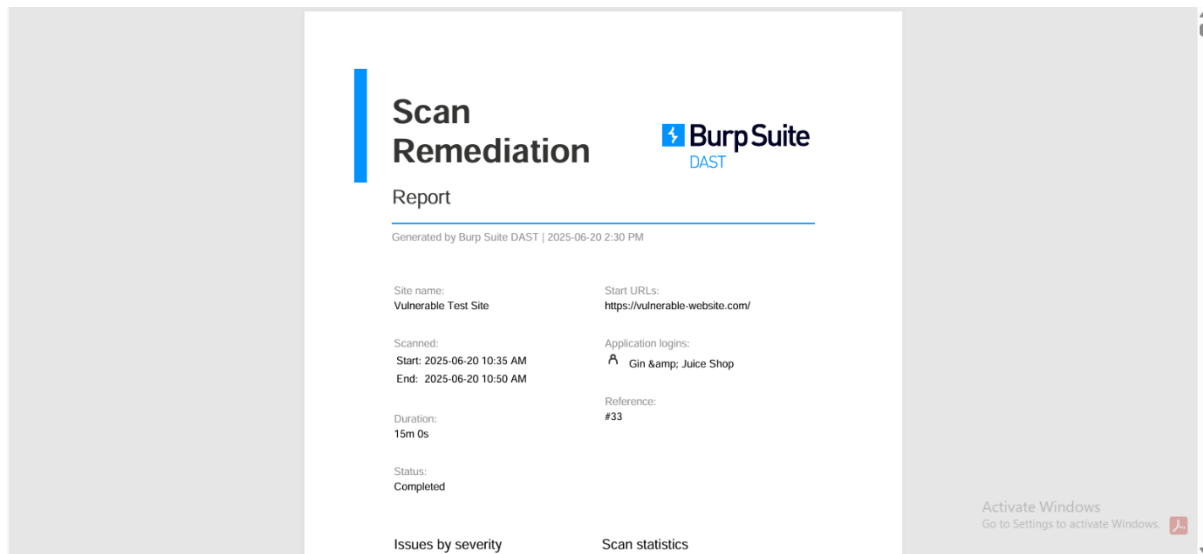 Scan
Remediation
Burp Suite
DAST
Report
Generated by Burp Suite DAST | 2025-06-20 2:30 PM
Site name:
Vulnerable Test Site
Start URLs:
https://vulnerable-website.com/
Scanned:
Start: 2025-06-20 10:35 AM
End: 2025-06-20 10:50 AM
Application logins:
Gin &amp; Juice Shop
Reference:
#33
Duration:
15m 0s
Status:
Completed
Issues by severity
Scan statistics
Activate Windows
Go to Settings to activate Windows.